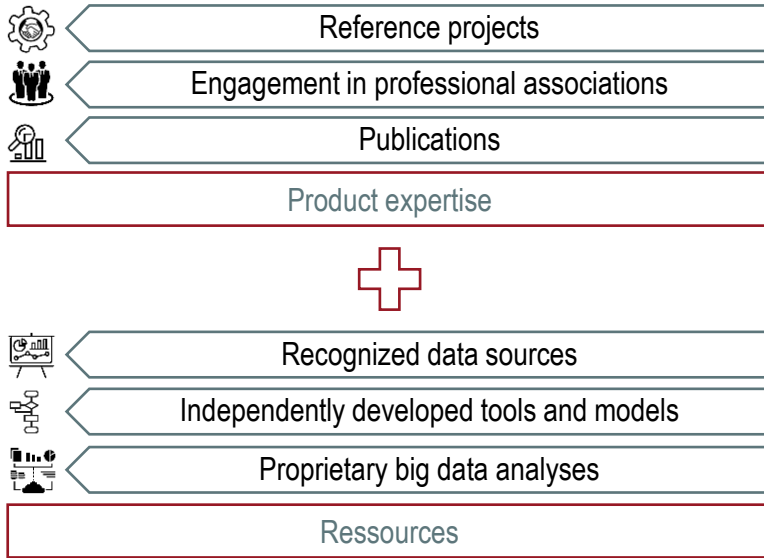 Reference projects
Engagement in professional associations
Publications
Product expertise
Recognized data sources
Independently developed tools and models
Proprietary big data analyses
Ressources